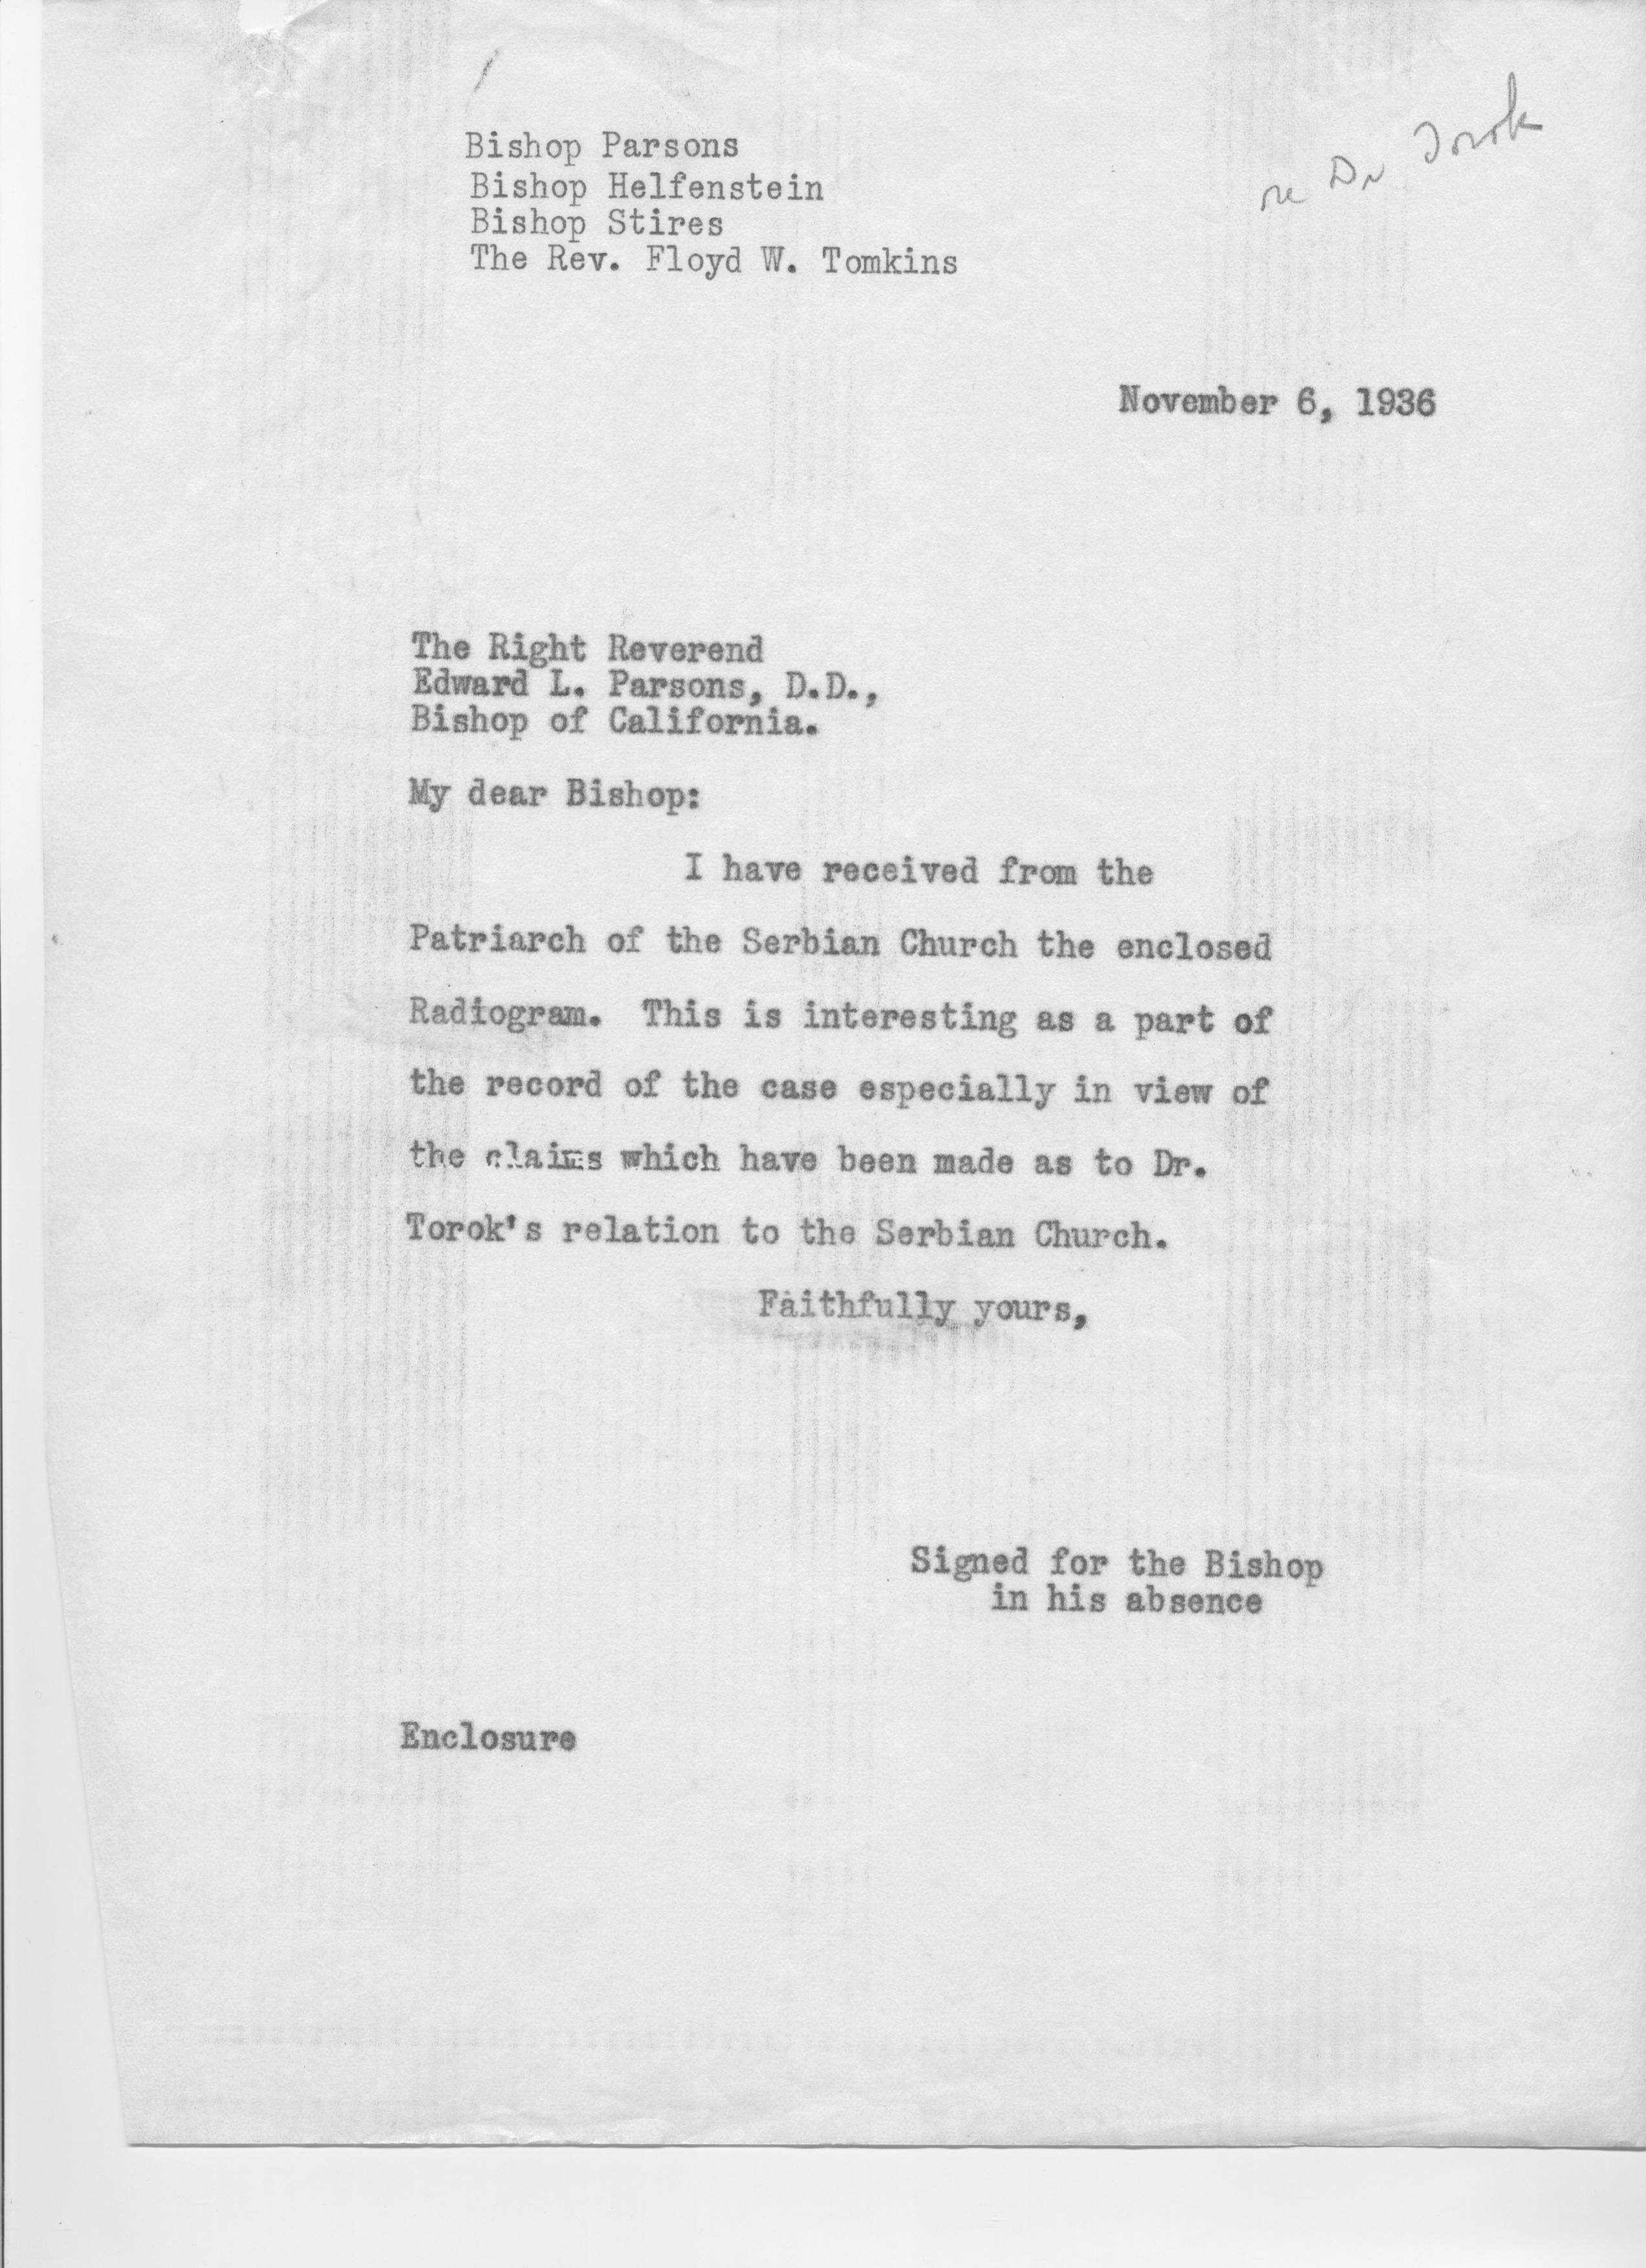 re Dr Torok
Bishop Parsons
Bishop Helfenstein
Bishop Stires
The Rev. Floyd W. Tomkins
November 6, 1936
The Right Reverend
Edward L. Parsons, D.D.,
Bishop of California.
My dear Bishop:
I have received from the
Patriarch of the Serbian Church the enclosed
Radiogram. This is interesting as a part of
the record of the case especially in view of
the claims which have been made as to Dr.
Torok's relation to the Serbian Church.
Faithfully yours,
Signed for the Bishop
in his absence
Enclosure